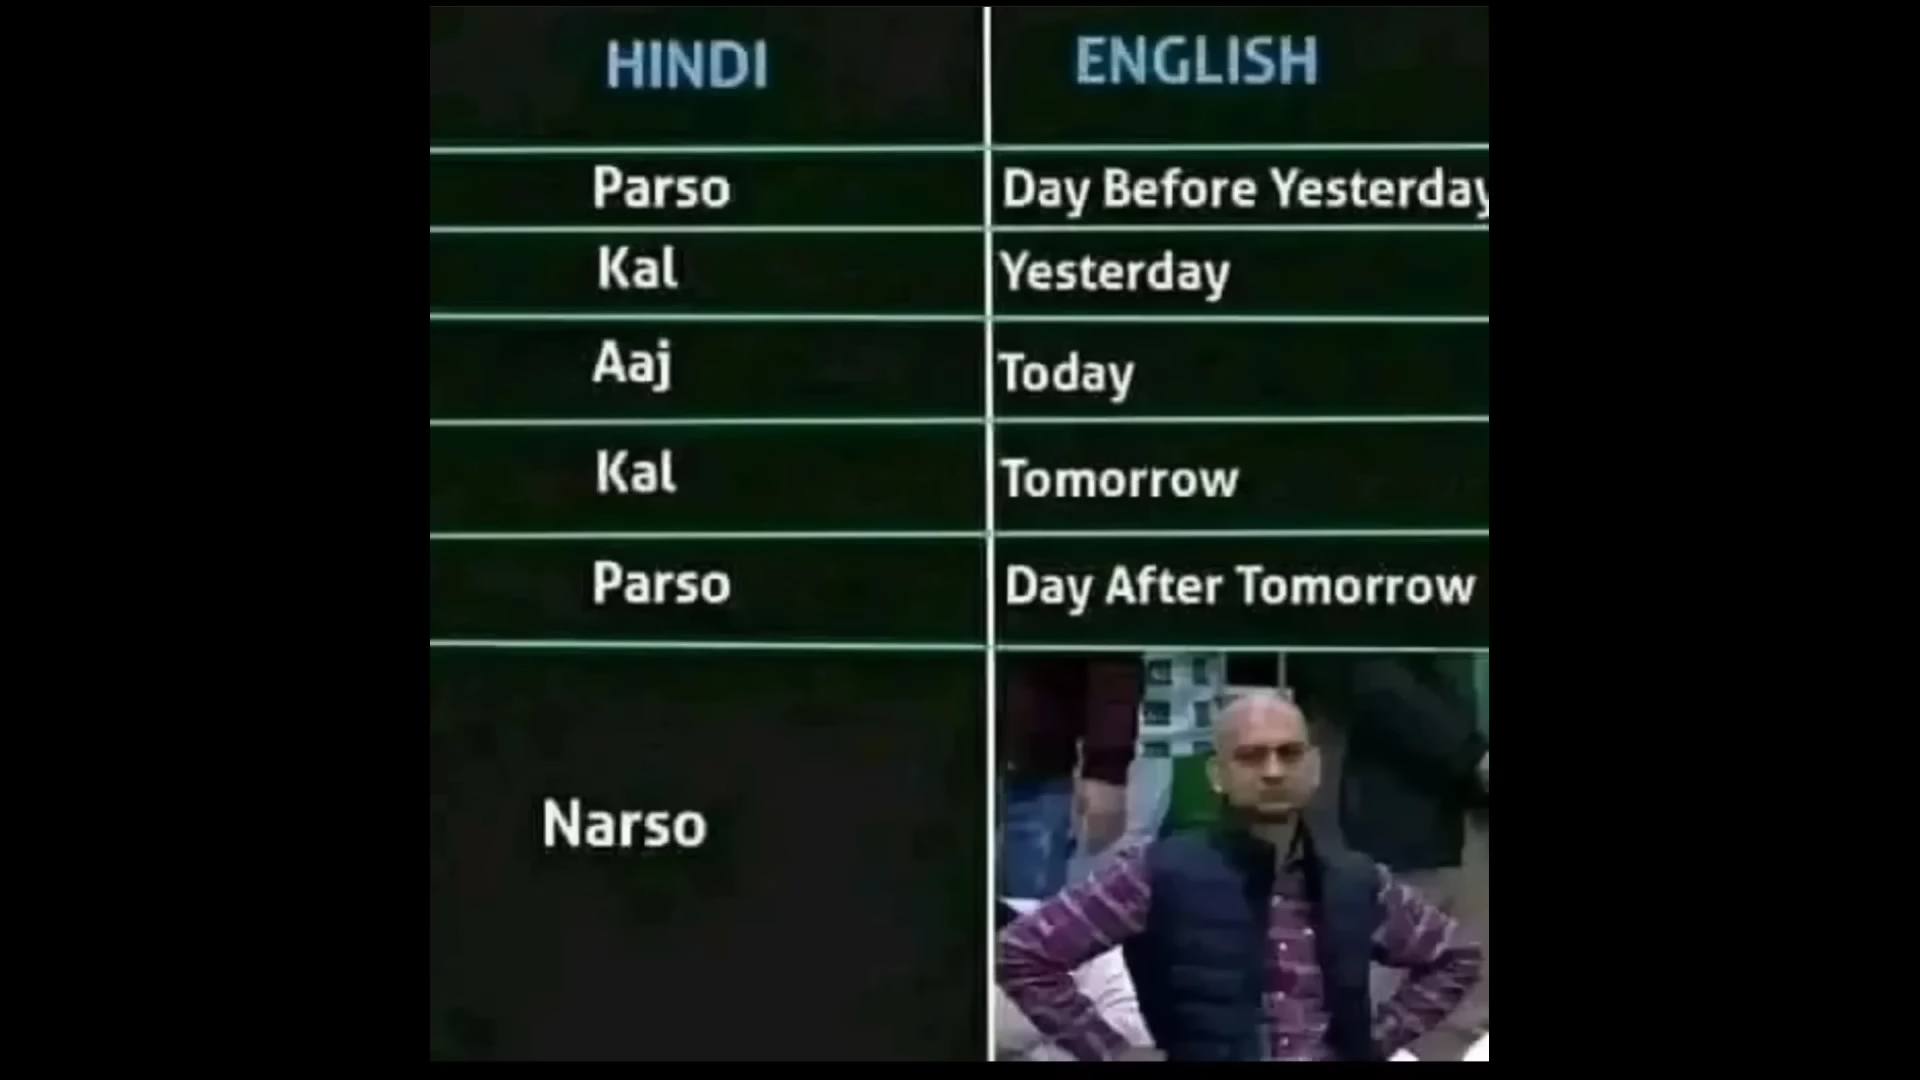 HINDI ENGLISH
Parso Day Before Yesterday
Kal Yesterday
Aaj Today
Kal Tomorrow
Parso Day After Tomorrow
Narso